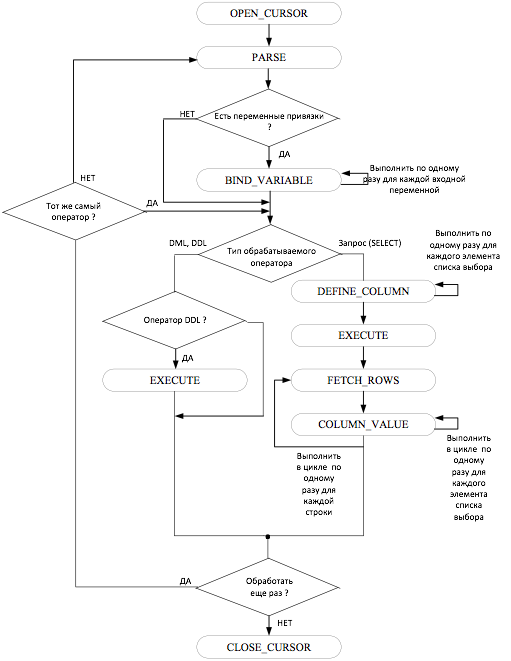 OPEN_CURSOR
PARSE
НЕТ
Есть переменные привязки
?
ДА
BIND_VARIABLE
Выполнить по одному
разу для каждой входной
переменной
НЕТ
Тот же самый
оператор ?
ДА
DML, DDL
Тип обрабатываемого
оператора
Запрос (SELECT)
Выполнить по
одному разу для
каждого элемента
списка выбора
DEFINE_COLUMN
Оператор DDL ?
ДА
EXECUTE
EXECUTE
FETCH_ROWS
COLUMN_VALUE
Выполнить
в цикле по
одному
разу для
каждой
строки
Выполнить
в цикле по
одному
разу для
каждого
элемента
списка
выбора
ДА
Обработать
еще раз ?
НЕТ
CLOSE_CURSOR